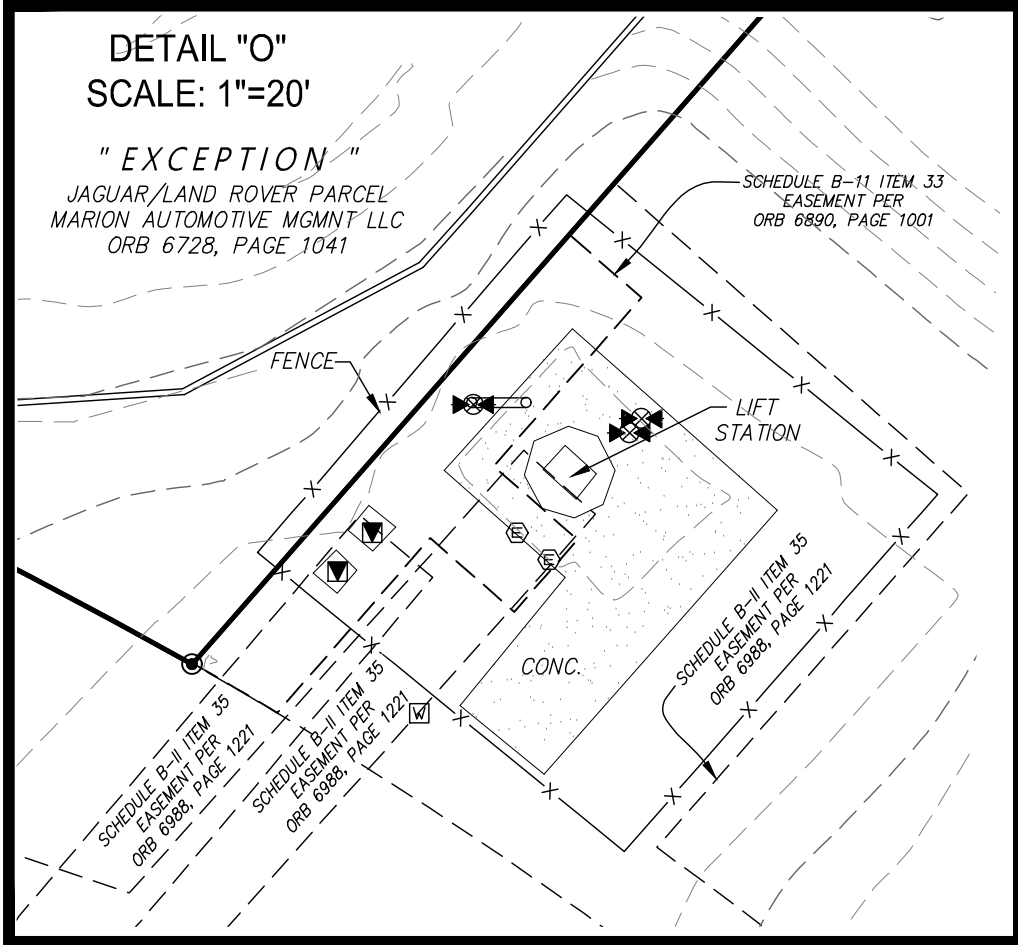 DETAIL "O"
SCALE: 1"=20'
" EXCEPTION "
JAGUAR/LAND ROVER PARCEL
MARION AUTOMOTIVE MGMNT LLC
ORB 6728, PAGE 1041
SCHEDULE B-11 ITEM 33
EASEMENT PER
ORB 6890, PAGE 1001
FENCE
LIFT
STATION
E
E
CONC.
W
SCHEDULE B-II ITEM 35
EASEMENT PER
ORB 6988, PAGE 1221
SCHEDULE B-II ITEM 35
EASEMENT PER
ORB 6988, PAGE 1221
SCHEDULE B-II ITEM 35
EASEMENT PER
ORB 6988, PAGE 1221